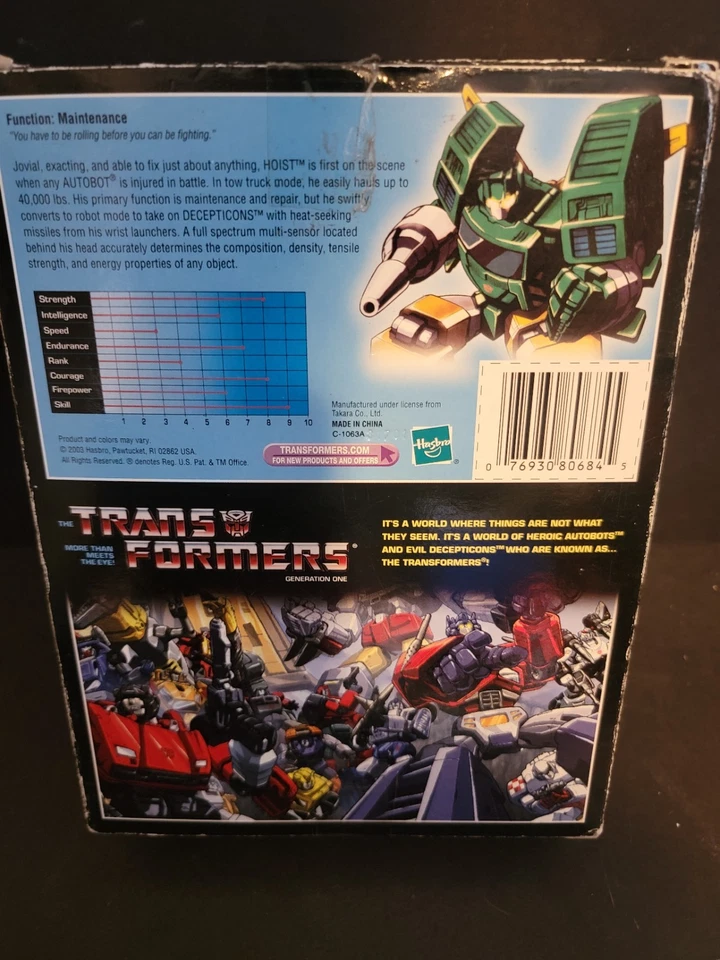 Function: Maintenance
"You have to be rolling before you can be fighting."
Jovial, exacting, and able to fix just about anything, HOIST™ is first on the scene
when any AUTOBOT® is injured in battle. In tow truck mode, he easily hauls up to
40,000 lbs. His primary function is maintenance and repair, but he swiftly
converts to robot mode to take on DECEPTICONS™ with heat-seeking
missiles from his wrist launchers. A full spectrum multi-sensor located
behind his head accurately determines the composition, density, tensile
strength, and energy properties of any object.
Strength
Intelligence
Speed
Endurance
Rank
Courage
Firepower
Skill
1 2 3 4 5 6 7 8 9 10
Manufactured under license from
Takara Co., Ltd.
MADE IN CHINA
C-1063A
Product and colors may vary.
© 2003 Hasbro, Pawtucket, RI 02862 USA.
All Rights Reserved. ® denotes Reg. U.S. Pat. & TM Office.
TRANSFORMERS.COM
FOR NEW PRODUCTS AND OFFERS
Hasbro®
0 76930 80684 5
THE TRANSFORMERS®
MORE THAN
MEETS
THE EYE!
GENERATION ONE
IT'S A WORLD WHERE THINGS ARE NOT WHAT
THEY SEEM. IT'S A WORLD OF HEROIC AUTOBOTS™
AND EVIL DECEPTICONS™ WHO ARE KNOWN AS...
THE TRANSFORMERS®!